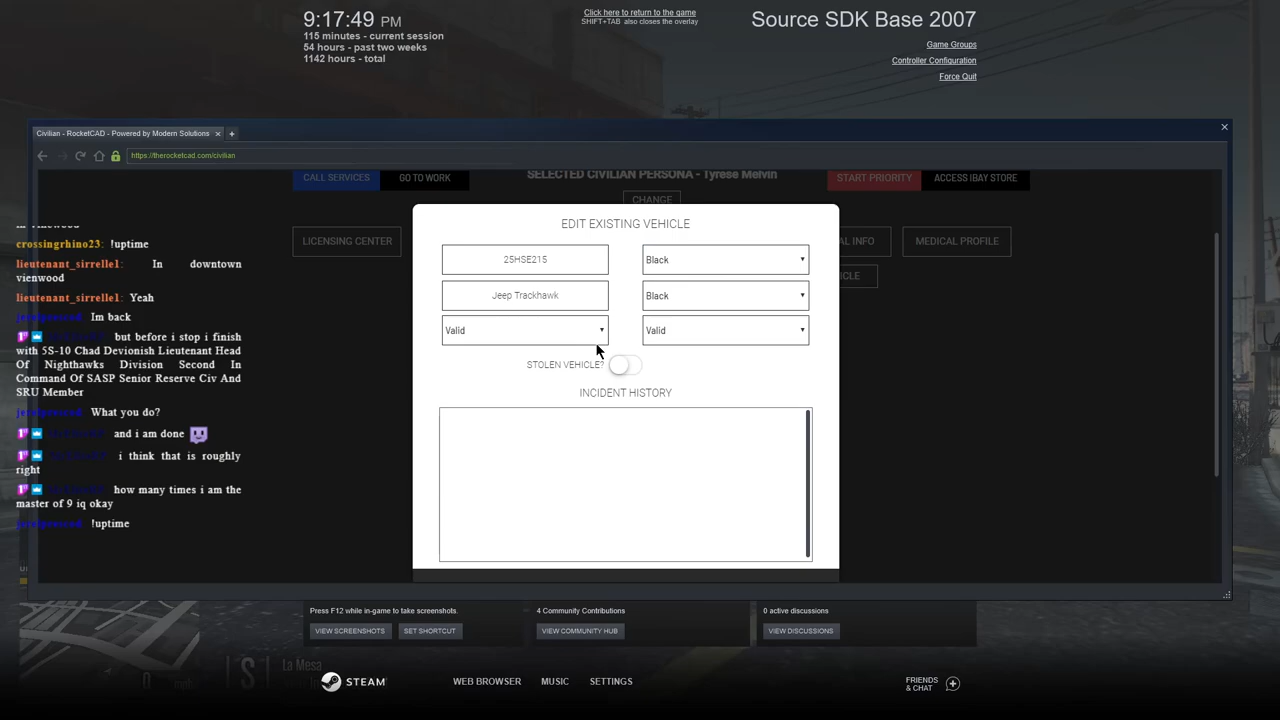 9:17:49 PM
115 minutes - current session
54 hours - past two weeks
1142 hours - total
Click here to return to the game
SHIFT+TAB also closes the overlay
Source SDK Base 2007
Game Groups
Controller Configuration
Force Quit
Civilian - RocketCAD - Powered by Modern Solutions
https://therocketcad.com/civilian
CALL SERVICES
GO TO WORK
SELECTED CIVILIAN PERSONA - Tyrese Melvin
START PRIORITY
ACCESS IBAY STORE
CHANGE
LICENSING CENTER
AL INFO
MEDICAL PROFILE
ICLE
EDIT EXISTING VEHICLE
25HSE215
Black
Jeep Trackhawk
Black
Valid
Valid
STOLEN VEHICLE?
INCIDENT HISTORY
crossingrhino23: !uptime
lieutenant_sirrelle1: In downtown
vienwood
lieutenant_sirrelle1: Yeah
Im back
but before i stop i finish
with 5S-10 Chad Devionish Lieutenant Head
Of Nighthawks Division Second In
Command Of SASP Senior Reserve Civ And
SRU Member
What you do?
and i am done
i think that is roughly
right
how many times i am the
master of 9 iq okay
!uptime
Press F12 while in-game to take screenshots.
VIEW SCREENSHOTS
SET SHORTCUT
4 Community Contributions
VIEW COMMUNITY HUB
0 active discussions
VIEW DISCUSSIONS
La Mesa
S
0
STEAM
WEB BROWSER
MUSIC
SETTINGS
FRIENDS
& CHAT